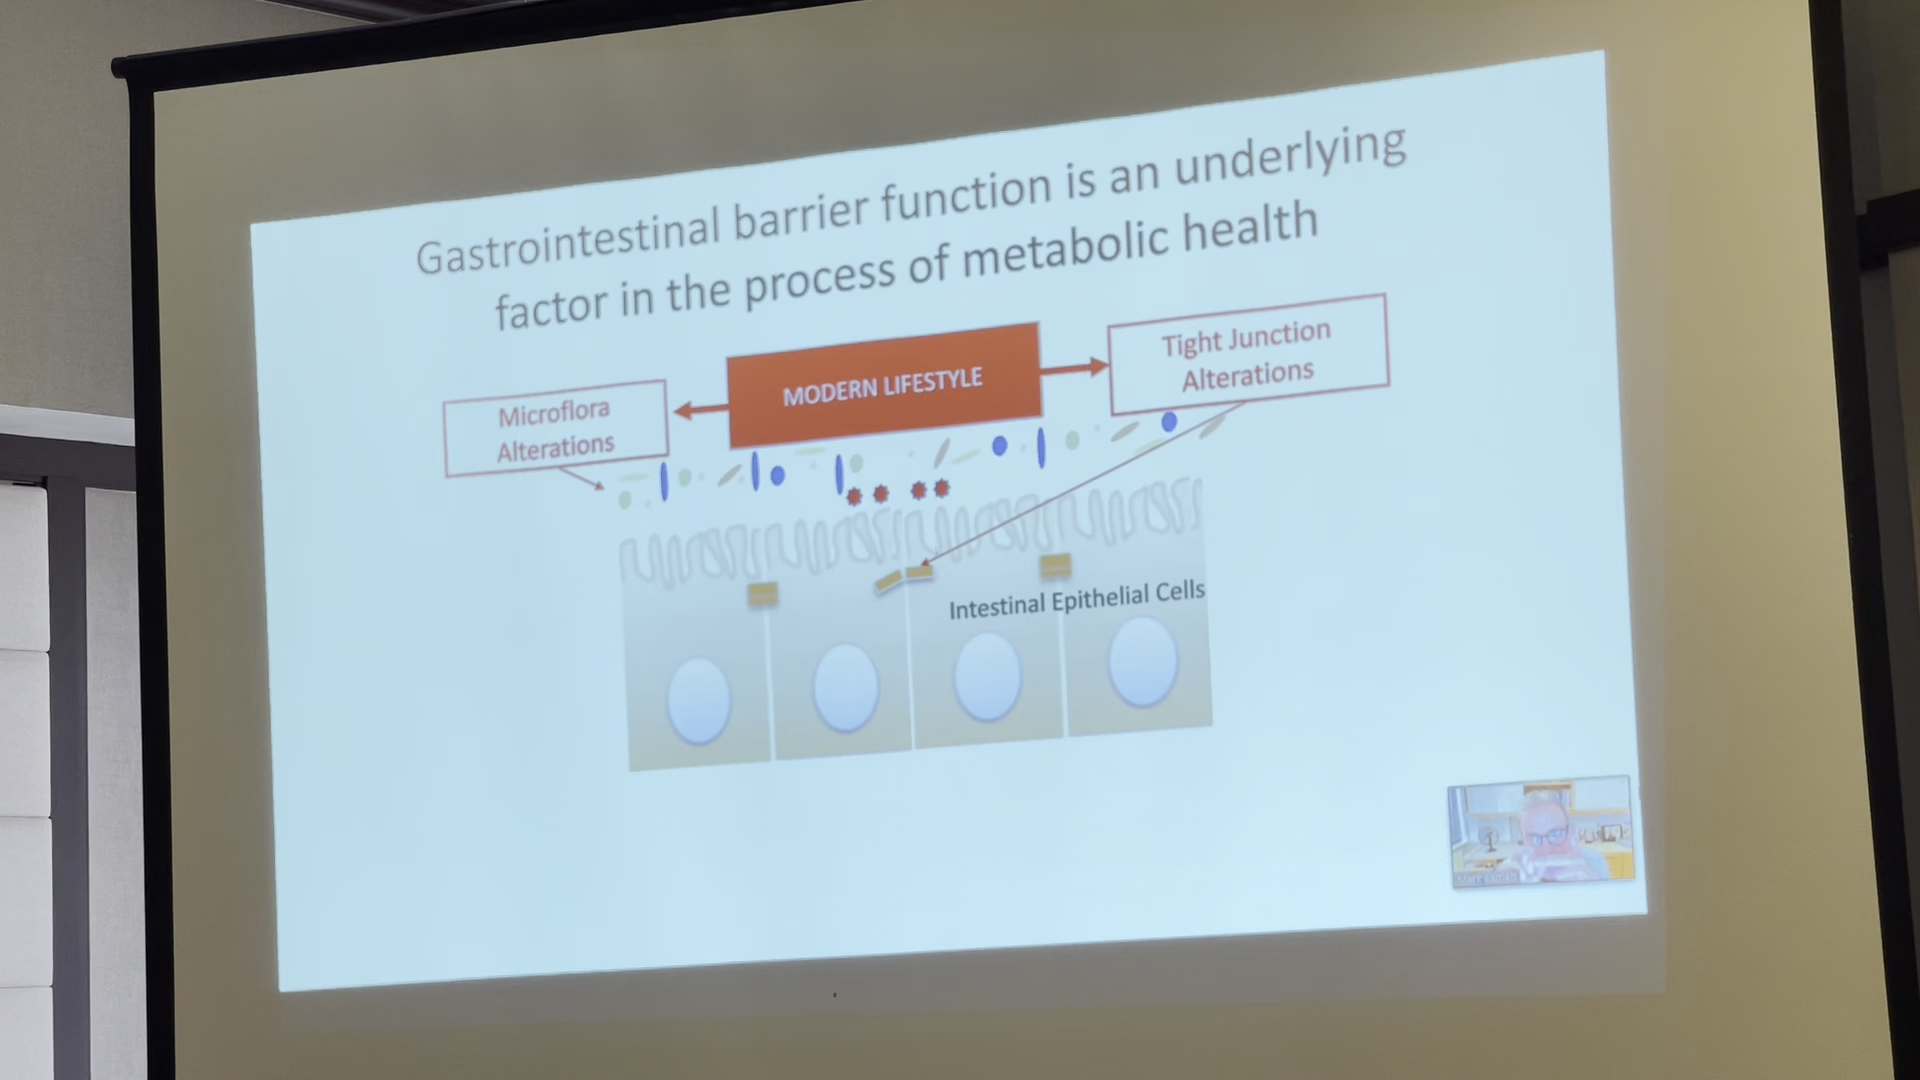 Gastrointestinal barrier function is an underlying
factor in the process of metabolic health
MODERN LIFESTYLE
Tight Junction
Alterations
Microflora
Alterations
Intestinal Epithelial Cells